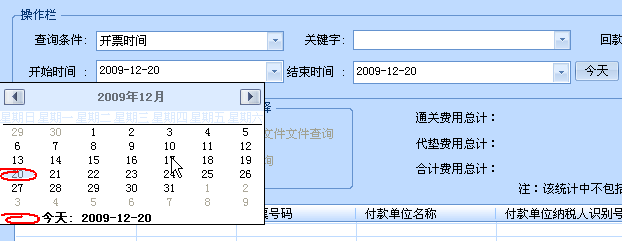 操作栏
查询条件: 开票时间 关键字: 回款
开始时间 : 2009-12-20 结束时间 : 2009-12-20 今天
2009年12月
星期日 星期一 星期二 星期三 星期四 星期五 星期六
29 30 1 2 3 4 5
6 7 8 9 10 11 12
13 14 15 16 17 18 19
20 21 22 23 24 25 26
27 28 29 30 31 1 2
3 4 5 6 7 8 9
今天: 2009-12-20
择
文件文件查询
询
通关费用总计:
代垫费用总计:
合计费用总计:
注:该统计中不包括
票号码 付款单位名称 付款单位纳税人识别号